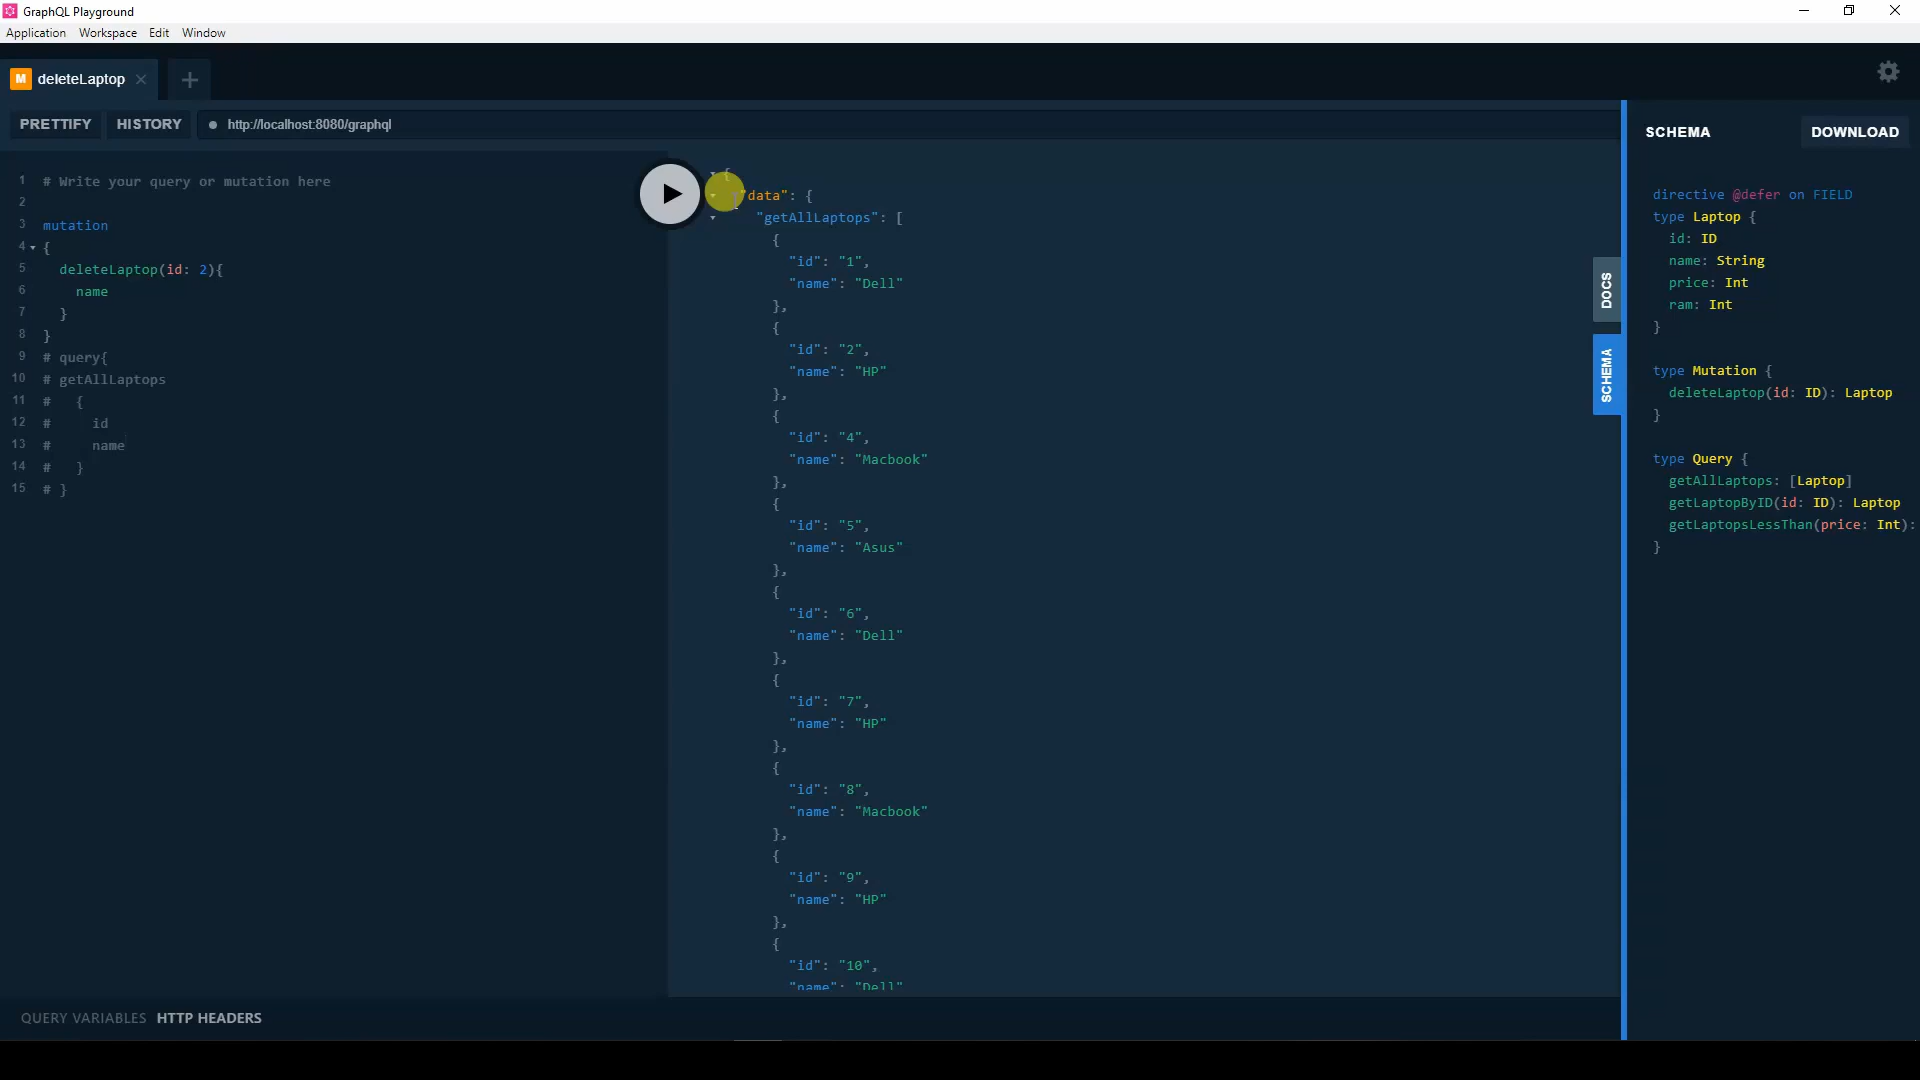 GraphQL Playground
Application Workspace Edit Window
M deleteLaptop
PRETTIFY HISTORY http://localhost:8080/graphql
1 # Write your query or mutation here
2
3 mutation
4 {
5 deleteLaptop(id: 2){
6 name
7 }
8 }
9 # query{
10 # getAllLaptops
11 # {
12 # id
13 # name
14 # }
15 # }
QUERY VARIABLES HTTP HEADERS
{
"data": {
"getAllLaptops": [
{
"id": "1",
"name": "Dell"
},
{
"id": "2",
"name": "HP"
},
{
"id": "4",
"name": "Macbook"
},
{
"id": "5",
"name": "Asus"
},
{
"id": "6",
"name": "Dell"
},
{
"id": "7",
"name": "HP"
},
{
"id": "8",
"name": "Macbook"
},
{
"id": "9",
"name": "HP"
},
{
"id": "10",
"name": "Dell"
DOCS
SCHEMA
SCHEMA DOWNLOAD
directive @defer on FIELD
type Laptop {
id: ID
name: String
price: Int
ram: Int
}
type Mutation {
deleteLaptop(id: ID): Laptop
}
type Query {
getAllLaptops: [Laptop]
getLaptopByID(id: ID): Laptop
getLaptopsLessThan(price: Int):
}